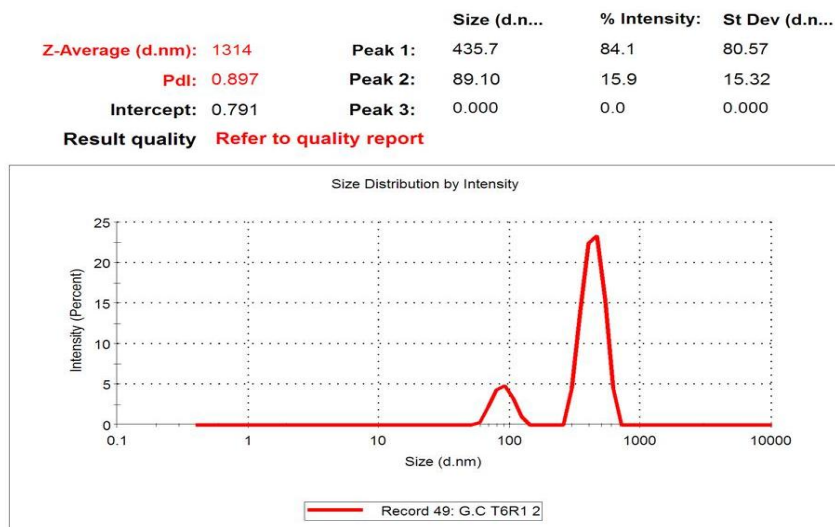 Size (d.n... % Intensity: St Dev (d.n...
Z-Average (d.nm): 1314 Peak 1: 435.7 84.1 80.57
PdI: 0.897 Peak 2: 89.10 15.9 15.32
Intercept: 0.791 Peak 3: 0.000 0.0 0.000
Result quality Refer to quality report
Size Distribution by Intensity
25
20
15
10
5
0
Intensity (Percent)
0.1 1 10 100 1000 10000
Size (d.nm)
Record 49: G.C T6R1 2